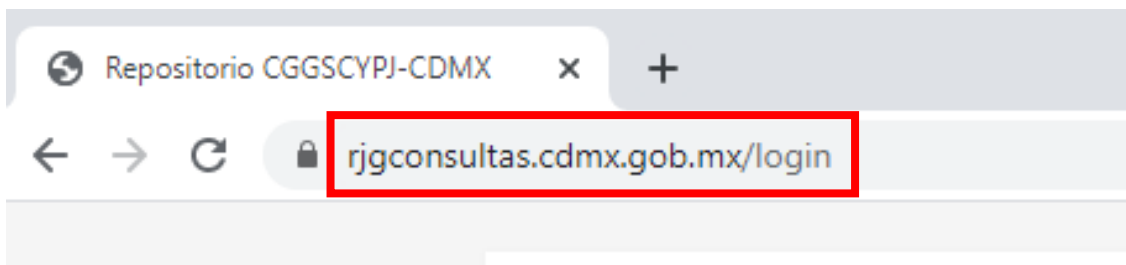 Repositorio CGGSCYPJ-CDMX
rjgconsultas.cdmx.gob.mx/login